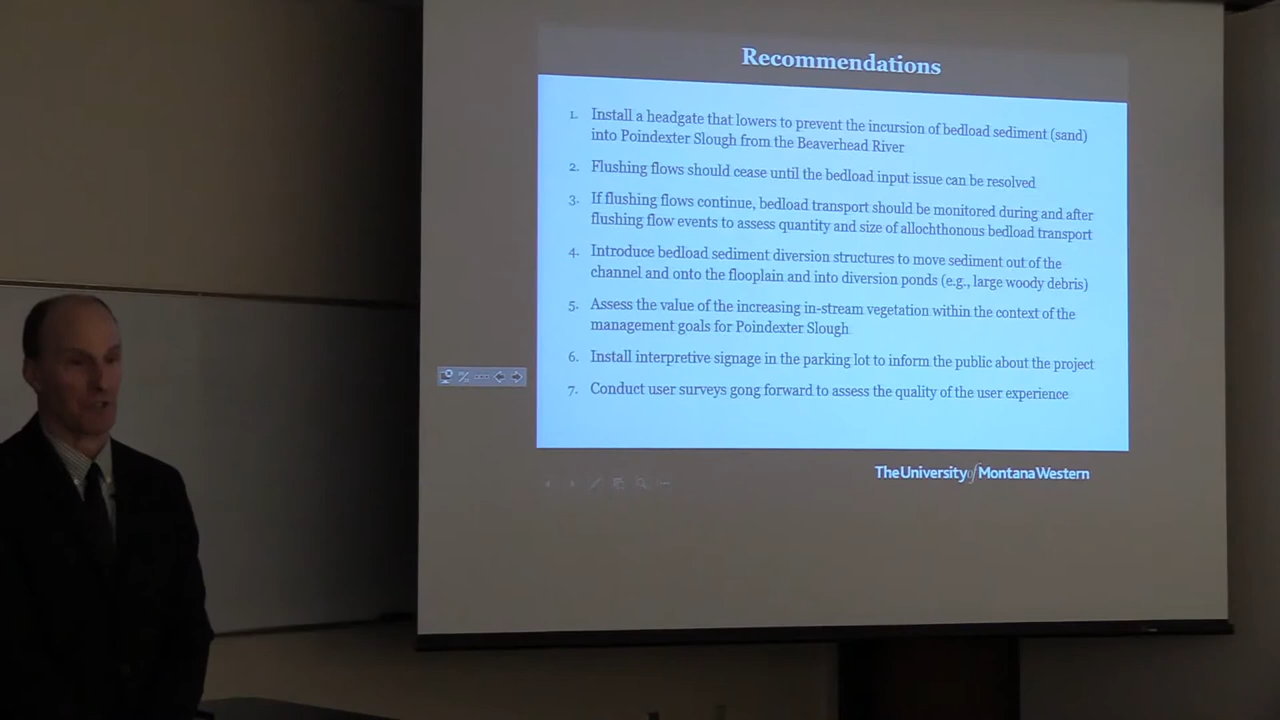 Recommendations
1. Install a headgate that lowers to prevent the incursion of bedload sediment (sand)
into Poindexter Slough from the Beaverhead River
2. Flushing flows should cease until the bedload input issue can be resolved
3. If flushing flows continue, bedload transport should be monitored during and after
flushing flow events to assess quantity and size of allochthonous bedload transport
4. Introduce bedload sediment diversion structures to move sediment out of the
channel and onto the flooplain and into diversion ponds (e.g., large woody debris)
5. Assess the value of the increasing in-stream vegetation within the context of the
management goals for Poindexter Slough
6. Install interpretive signage in the parking lot to inform the public about the project
7. Conduct user surveys gong forward to assess the quality of the user experience
The University of Montana Western